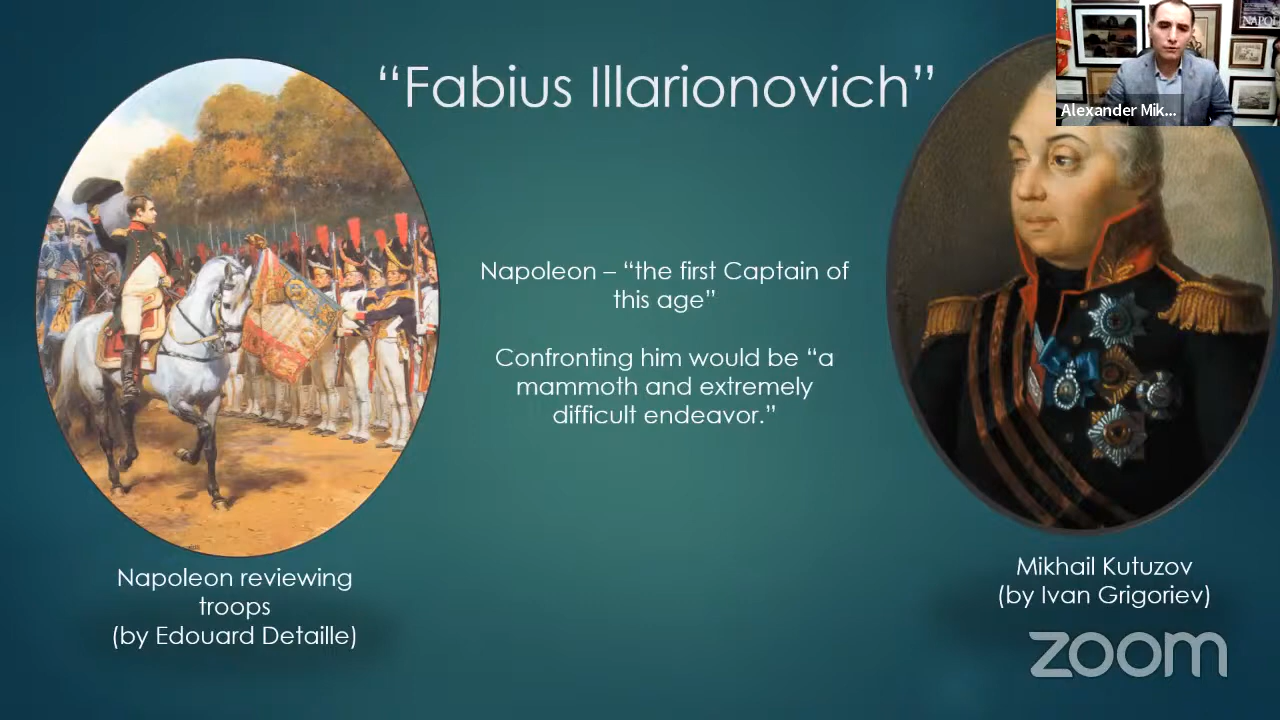 “Fabius Illarionovich”
NAPOL
Alexander Mik...
Napoleon – “the first Captain of
this age”
Confronting him would be “a
mammoth and extremely
difficult endeavor.”
Napoleon reviewing
troops
(by Edouard Detaille)
Mikhail Kutuzov
(by Ivan Grigoriev)
zoom